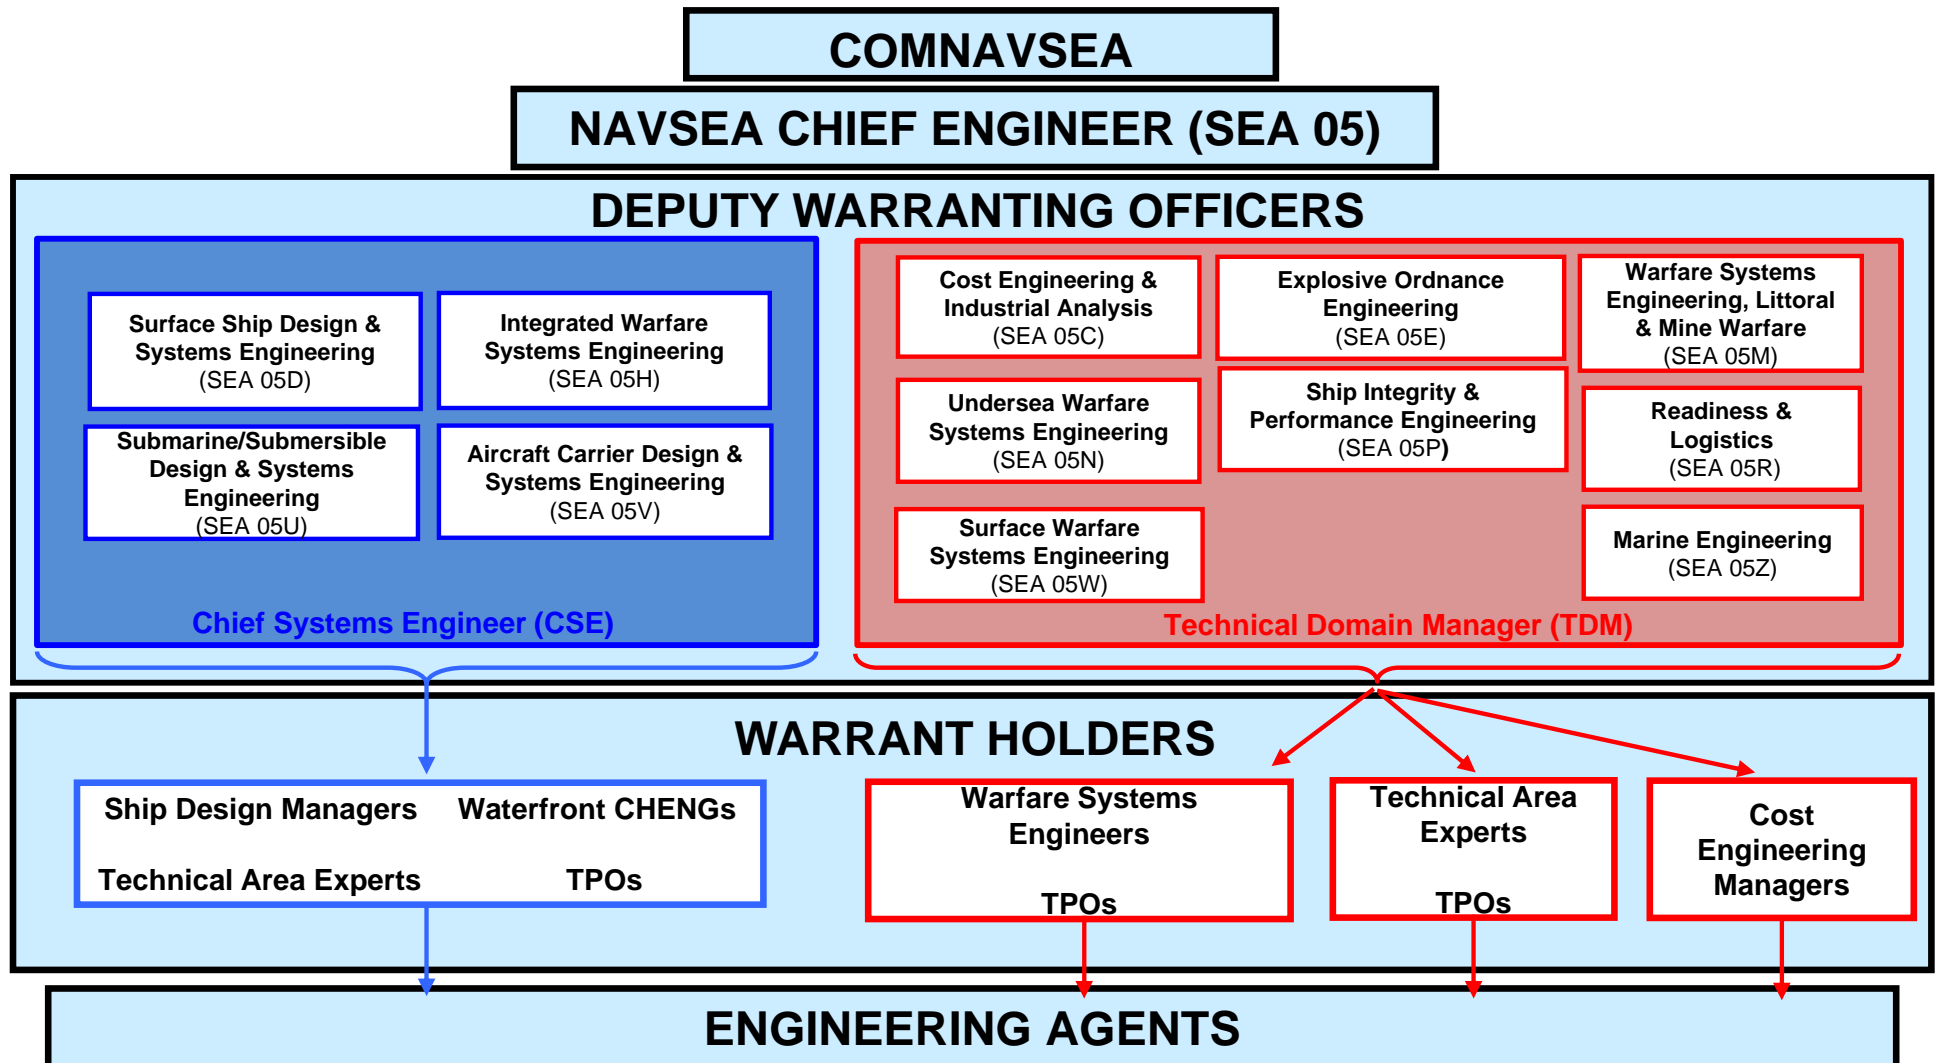 COMNAVSEA
NAVSEA CHIEF ENGINEER (SEA 05)
DEPUTY WARRANTING OFFICERS
Surface Ship Design &
Systems Engineering
(SEA 05D)
Integrated Warfare
Systems Engineering
(SEA 05H)
Submarine/Submersible
Design & Systems
Engineering
(SEA 05U)
Aircraft Carrier Design &
Systems Engineering
(SEA 05V)
Chief Systems Engineer (CSE)
Cost Engineering &
Industrial Analysis
(SEA 05C)
Explosive Ordnance
Engineering
(SEA 05E)
Warfare Systems
Engineering, Littoral
& Mine Warfare
(SEA 05M)
Undersea Warfare
Systems Engineering
(SEA 05N)
Ship Integrity &
Performance Engineering
(SEA 05P)
Readiness &
Logistics
(SEA 05R)
Surface Warfare
Systems Engineering
(SEA 05W)
Marine Engineering
(SEA 05Z)
Technical Domain Manager (TDM)
WARRANT HOLDERS
Ship Design Managers
Waterfront CHENGs
Technical Area Experts
TPOs
Warfare Systems
Engineers
TPOs
Technical Area
Experts
TPOs
Cost
Engineering
Managers
ENGINEERING AGENTS